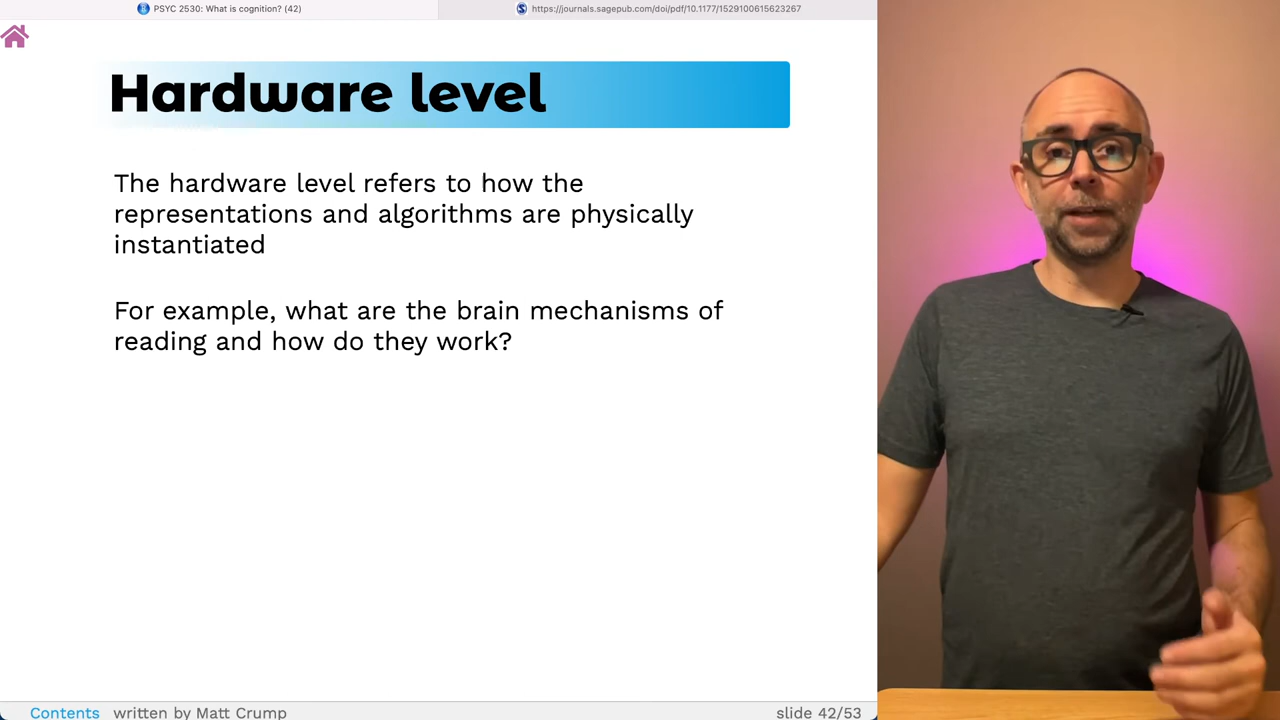 PSYC 2530: What is cognition? (42)
https://journals.sagepub.com/doi/pdf/10.1177/1529100615623267
Hardware level
The hardware level refers to how the
representations and algorithms are physically
instantiated
For example, what are the brain mechanisms of
reading and how do they work?
Contents written by Matt Crump
slide 42/53